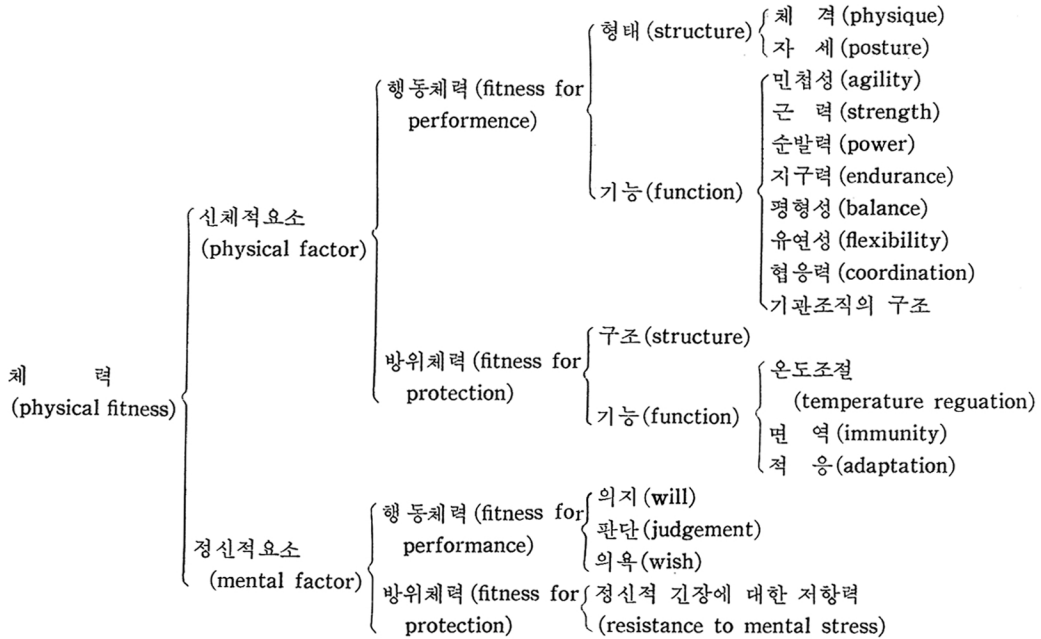 체 력
(physical fitness)
신체적요소
(physical factor)
행동체력 (fitness for
performence)
형태 (structure)
체 격 (physique)
자 세 (posture)
기능 (function)
민첩성 (agility)
근 력 (strength)
순발력 (power)
지구력 (endurance)
평형성 (balance)
유연성 (flexibility)
협응력 (coordination)
기관조직의 구조
방위체력 (fitness for
protection)
구조 (structure)
기능 (function)
온도조절
(temperature reguation)
면 역 (immunity)
적 응 (adaptation)
정신적요소
(mental factor)
행동체력 (fitness for
performance)
의지 (will)
판단 (judgement)
의욕 (wish)
방위체력 (fitness for
protection)
정신적 긴장에 대한 저항력
(resistance to mental stress)